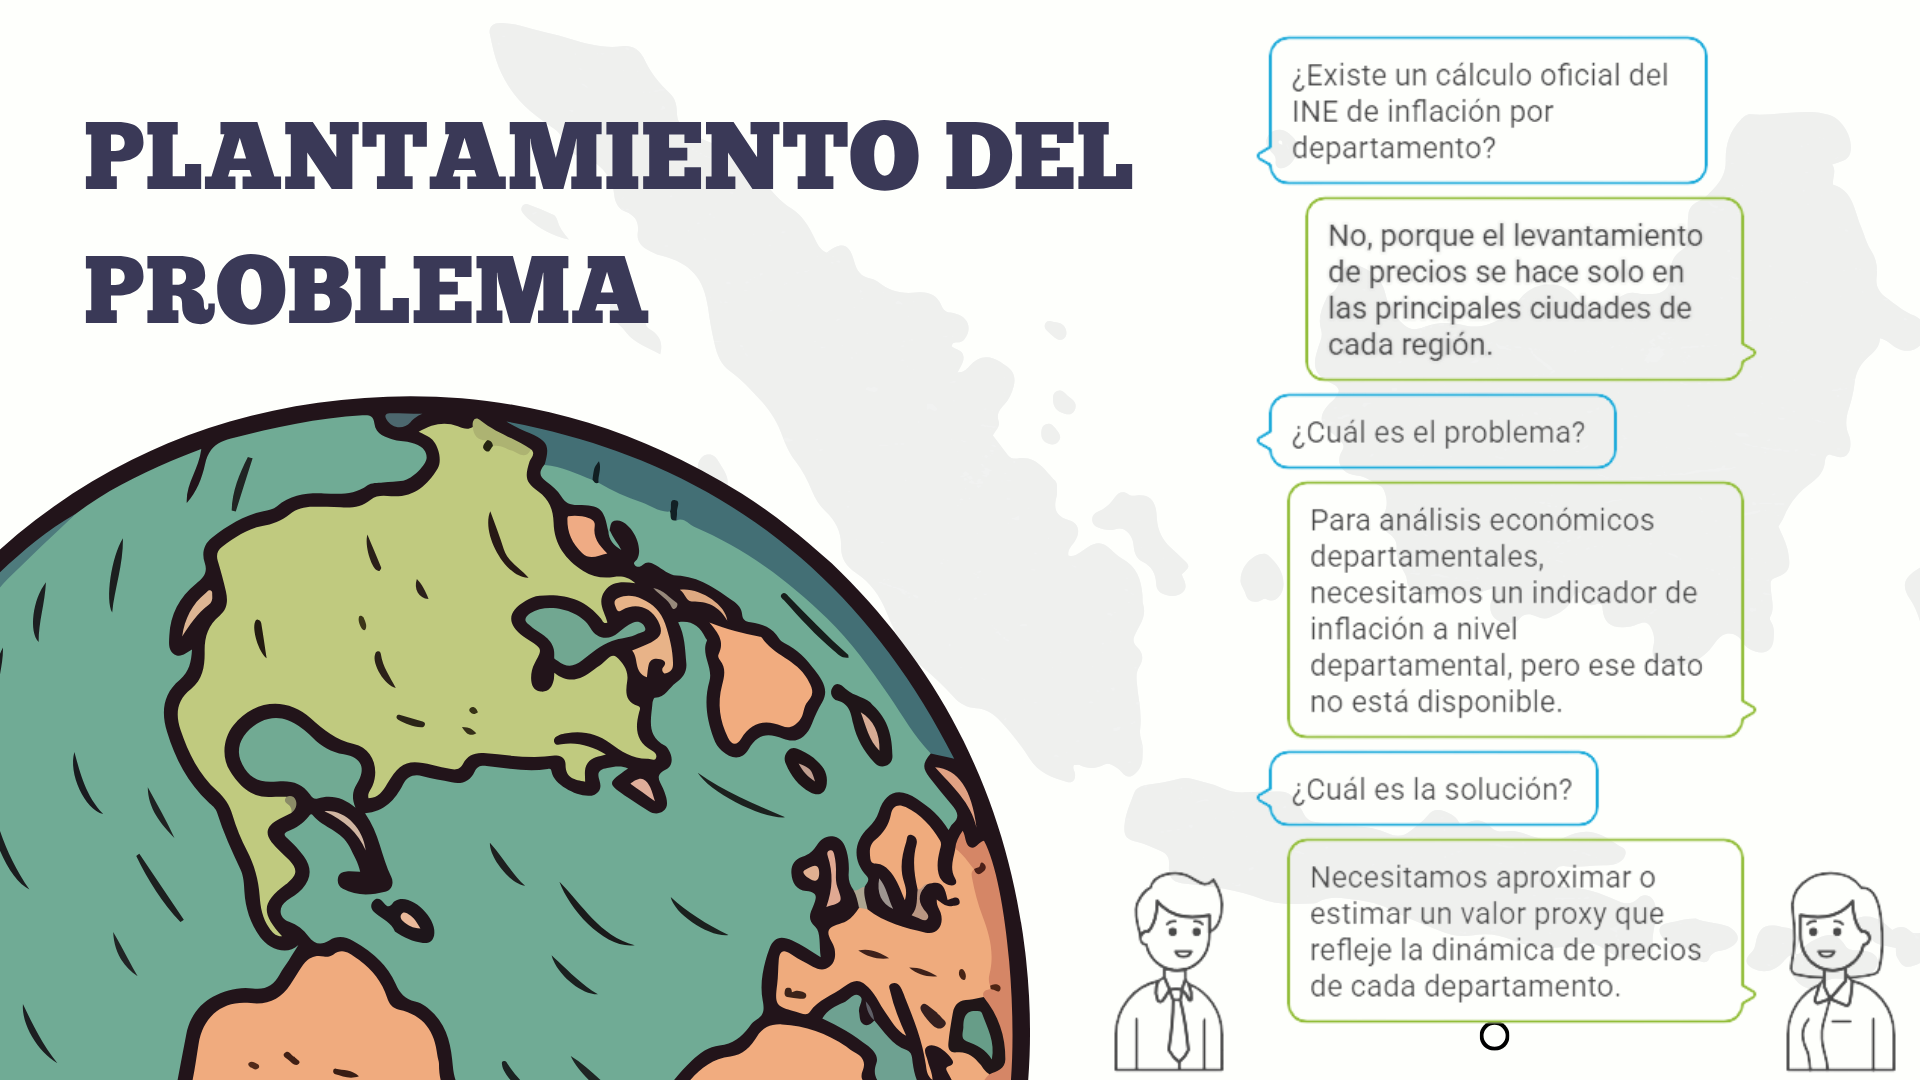 PLANTAMIENTO DEL
PROBLEMA
¿Existe un cálculo oficial del
INE de inflación por
departamento?
No, porque el levantamiento
de precios se hace solo en
las principales ciudades de
cada región.
¿Cuál es el problema?
Para análisis económicos
departamentales,
necesitamos un indicador de
inflación a nivel
departamental, pero ese dato
no está disponible.
¿Cuál es la solución?
Necesitamos aproximar o
estimar un valor proxy que
refleje la dinámica de precios
de cada departamento.